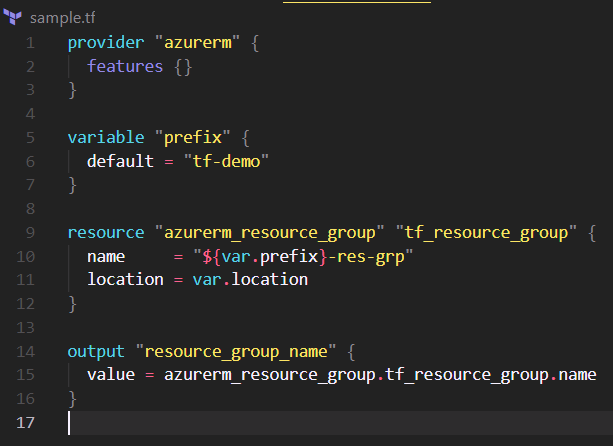 sample.tf
1 provider "azurerm" {
2   features {}
3 }
4
5 variable "prefix" {
6   default = "tf-demo"
7 }
8
9 resource "azurerm_resource_group" "tf_resource_group" {
10   name     = "${var.prefix}-res-grp"
11   location = var.location
12 }
13
14 output "resource_group_name" {
15   value = azurerm_resource_group.tf_resource_group.name
16 }
17